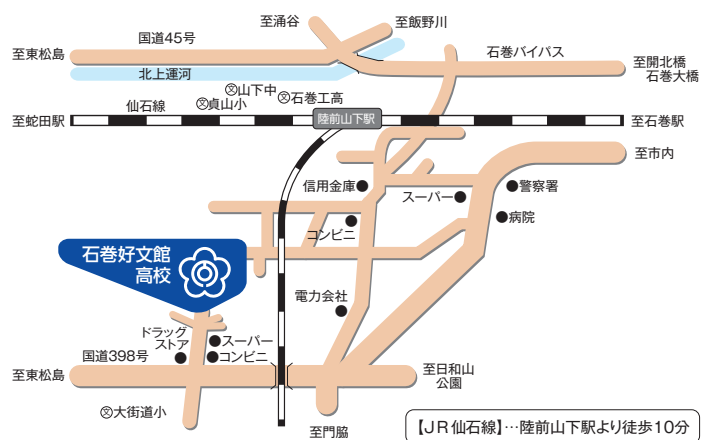 至涌谷
至飯野川
国道45号
至東松島
石巻バイパス
至開北橋
石巻大橋
北上運河
文山下中
文石巻工高
文貞山小
仙石線
至蛇田駅
陸前山下駅
至石巻駅
至市内
信用金庫
スーパー
警察署
病院
コンビニ
石巻好文館
高校
電力会社
ドラッグ
ストア
スーパー
コンビニ
国道398号
至東松島
至日和山
公園
文大街道小
至門脇
【JR仙石線】…陸前山下駅より徒歩10分